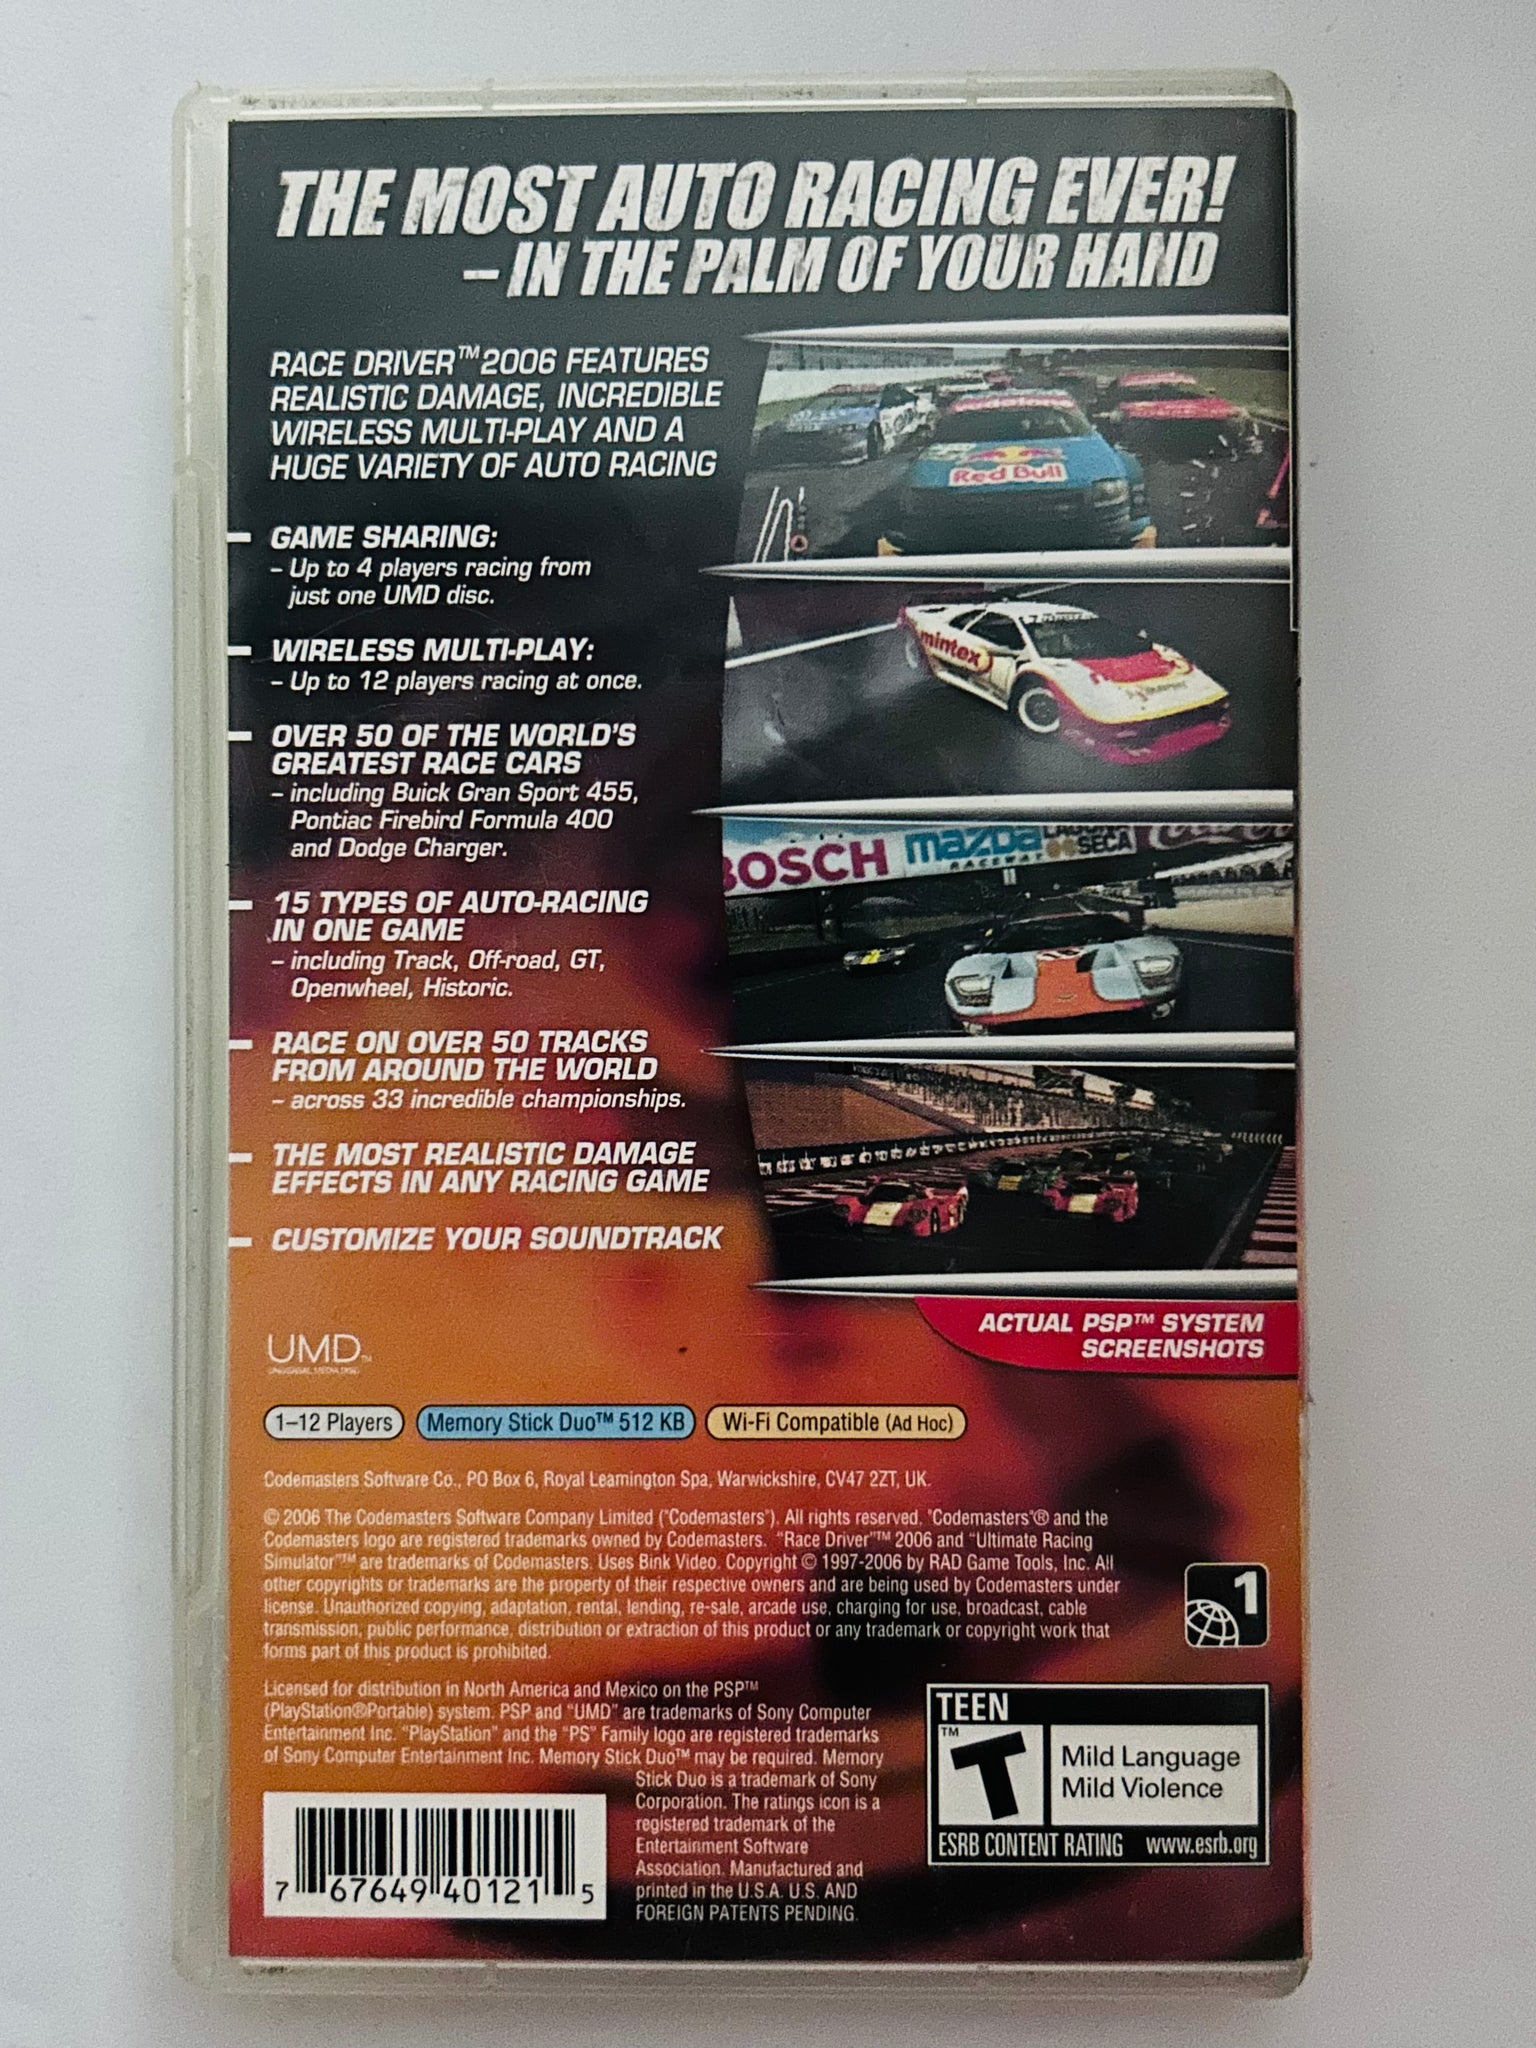 THE MOST AUTO RACING EVER!
– IN THE PALM OF YOUR HAND
RACE DRIVER™ 2006 FEATURES
REALISTIC DAMAGE, INCREDIBLE
WIRELESS MULTI-PLAY AND A
HUGE VARIETY OF AUTO RACING
GAME SHARING:
– Up to 4 players racing from
just one UMD disc.
WIRELESS MULTI-PLAY:
– Up to 12 players racing at once.
OVER 50 OF THE WORLD'S
GREATEST RACE CARS
– including Buick Gran Sport 455,
Pontiac Firebird Formula 400
and Dodge Charger.
15 TYPES OF AUTO-RACING
IN ONE GAME
– including Track, Off-road, GT,
Openwheel, Historic.
RACE ON OVER 50 TRACKS
FROM AROUND THE WORLD
– across 33 incredible championships.
THE MOST REALISTIC DAMAGE
EFFECTS IN ANY RACING GAME
CUSTOMIZE YOUR SOUNDTRACK
vodafone
Red Bull
mintex
BOSCH mazda SECA
RACEWAY
ACTUAL PSP™ SYSTEM
SCREENSHOTS
UMD™
UNIVERSAL MEDIA DISC
1–12 Players
Memory Stick Duo™ 512 KB
Wi-Fi Compatible (Ad Hoc)
Codemasters Software Co., PO Box 6, Royal Leamington Spa, Warwickshire, CV47 2ZT, UK.
© 2006 The Codemasters Software Company Limited ("Codemasters"). All rights reserved. "Codemasters"® and the
Codemasters logo are registered trademarks owned by Codemasters. "Race Driver"™ 2006 and "Ultimate Racing
Simulator"™ are trademarks of Codemasters. Uses Bink Video. Copyright © 1997-2006 by RAD Game Tools, Inc. All
other copyrights or trademarks are the property of their respective owners and are being used by Codemasters under
license. Unauthorized copying, adaptation, rental, lending, re-sale, arcade use, charging for use, broadcast, cable
transmission, public performance, distribution or extraction of this product or any trademark or copyright work that
forms part of this product is prohibited.
1
Licensed for distribution in North America and Mexico on the PSP™
(PlayStation®Portable) system. PSP and "UMD" are trademarks of Sony Computer
Entertainment Inc. "PlayStation" and the "PS" Family logo are registered trademarks
of Sony Computer Entertainment Inc. Memory Stick Duo™ may be required. Memory
Stick Duo is a trademark of Sony
Corporation. The ratings icon is a
registered trademark of the
Entertainment Software
Association. Manufactured and
printed in the U.S.A. U.S. AND
FOREIGN PATENTS PENDING.
7 67649 40121 5
TEEN
™
T
Mild Language
Mild Violence
ESRB CONTENT RATING www.esrb.org